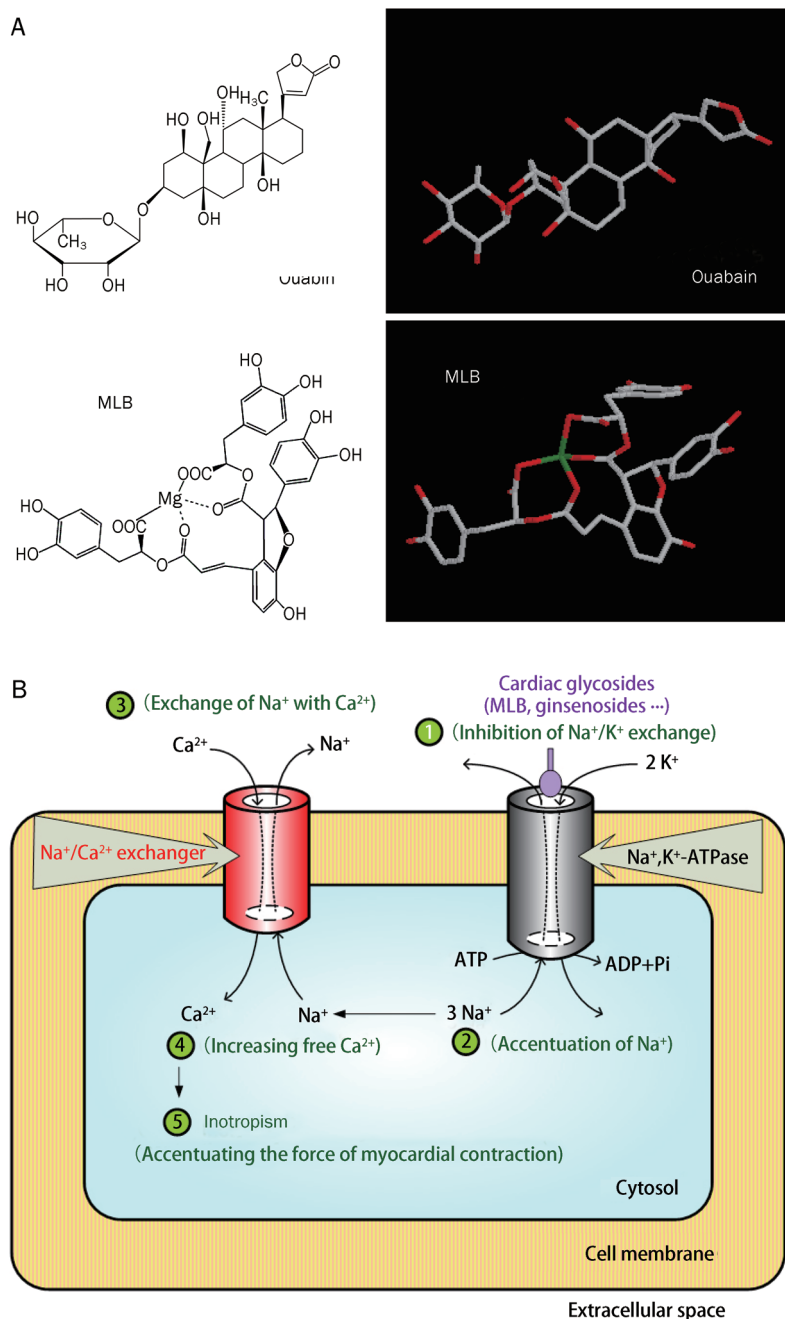 A
O
O
OH
H₃C
OH
HO
OH
OH
O
HO
O
CH₃
HO
OH
Ouabin
Ouabain
HO
OH
MLB
OH
OH
OOC
O
Mg
O
OOC
O
O
HO
HO
O
OH
MLB
B
3 (Exchange of Na⁺ with Ca²⁺)
Cardiac glycosides
(MLB, ginsenosides ···)
1 (Inhibition of Na⁺/K⁺ exchange)
Ca²⁺
Na⁺
2 K⁺
Na⁺/Ca²⁺ exchanger
Na⁺,K⁺-ATPase
ATP
ADP+Pi
Ca²⁺
Na⁺
3 Na⁺
4 (Increasing free Ca²⁺)
2 (Accentuation of Na⁺)
5 Inotropism
(Accentuating the force of myocardial contraction)
Cytosol
Cell membrane
Extracellular space